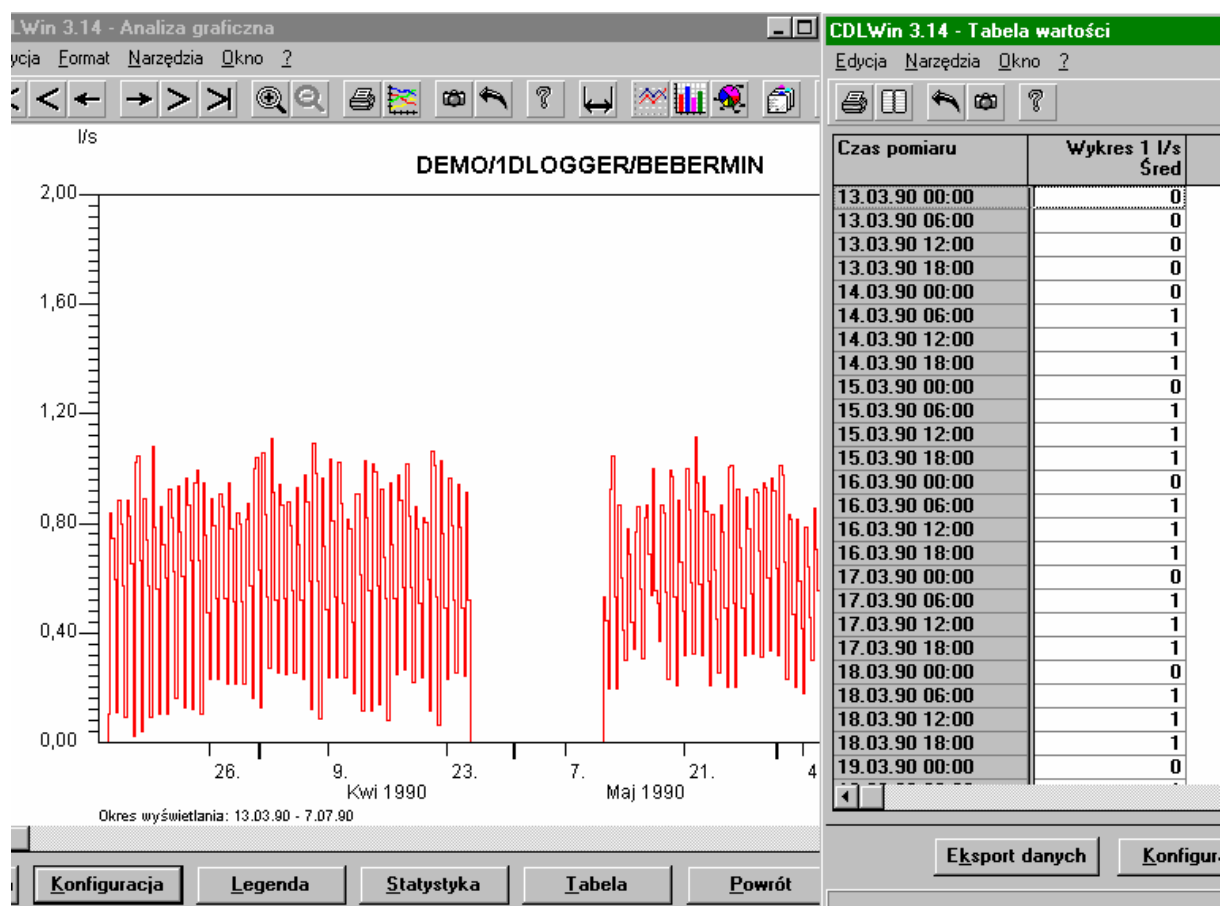 LWin 3.14 - Analiza graficzna
ycja Format Narzędzia Okno ?
l/s
DEMO/1DLOGGER/BEBERMIN
2,00
1,60
1,20
0,80
0,40
0,00
26. 9. 23. 7. 21. 4
Kwi 1990 Maj 1990
Okres wyświetlania: 13.03.90 - 7.07.90
Konfiguracja Legenda Statystyka Tabela Powrót
CDLWin 3.14 - Tabela wartości
Edycja Narzędzia Okno ?
Czas pomiaru Wykres 1 l/s
Śred
13.03.90 00:00 0
13.03.90 06:00 0
13.03.90 12:00 0
13.03.90 18:00 0
14.03.90 00:00 0
14.03.90 06:00 1
14.03.90 12:00 1
14.03.90 18:00 1
15.03.90 00:00 0
15.03.90 06:00 1
15.03.90 12:00 1
15.03.90 18:00 1
16.03.90 00:00 0
16.03.90 06:00 1
16.03.90 12:00 1
16.03.90 18:00 1
17.03.90 00:00 0
17.03.90 06:00 1
17.03.90 12:00 1
17.03.90 18:00 1
18.03.90 00:00 0
18.03.90 06:00 1
18.03.90 12:00 1
18.03.90 18:00 1
19.03.90 00:00 0
Eksport danych Konfigur